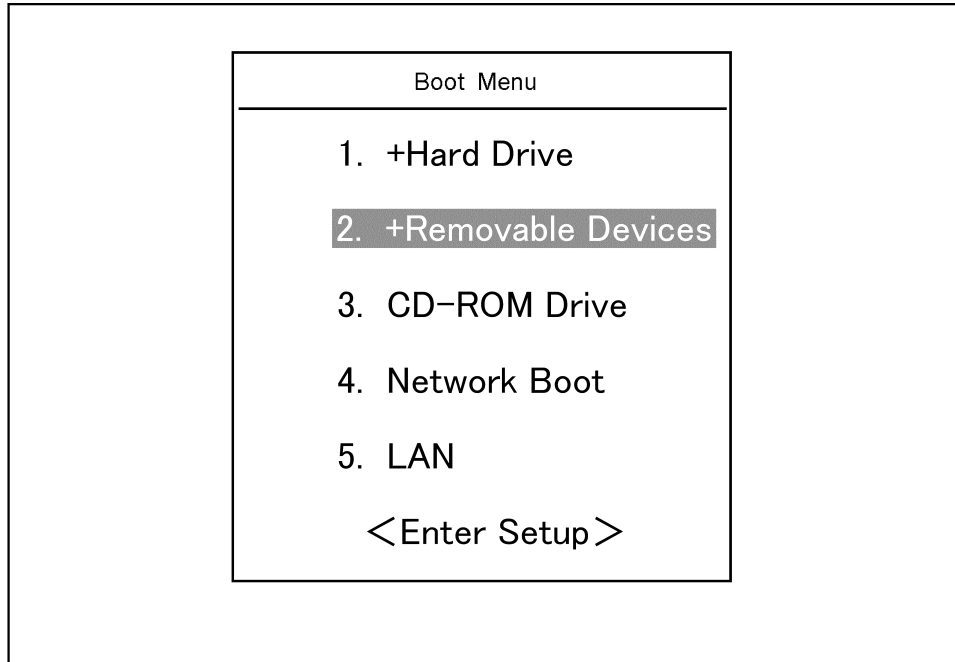 Boot Menu
1. +Hard Drive
2. +Removable Devices
3. CD-ROM Drive
4. Network Boot
5. LAN
<Enter Setup>